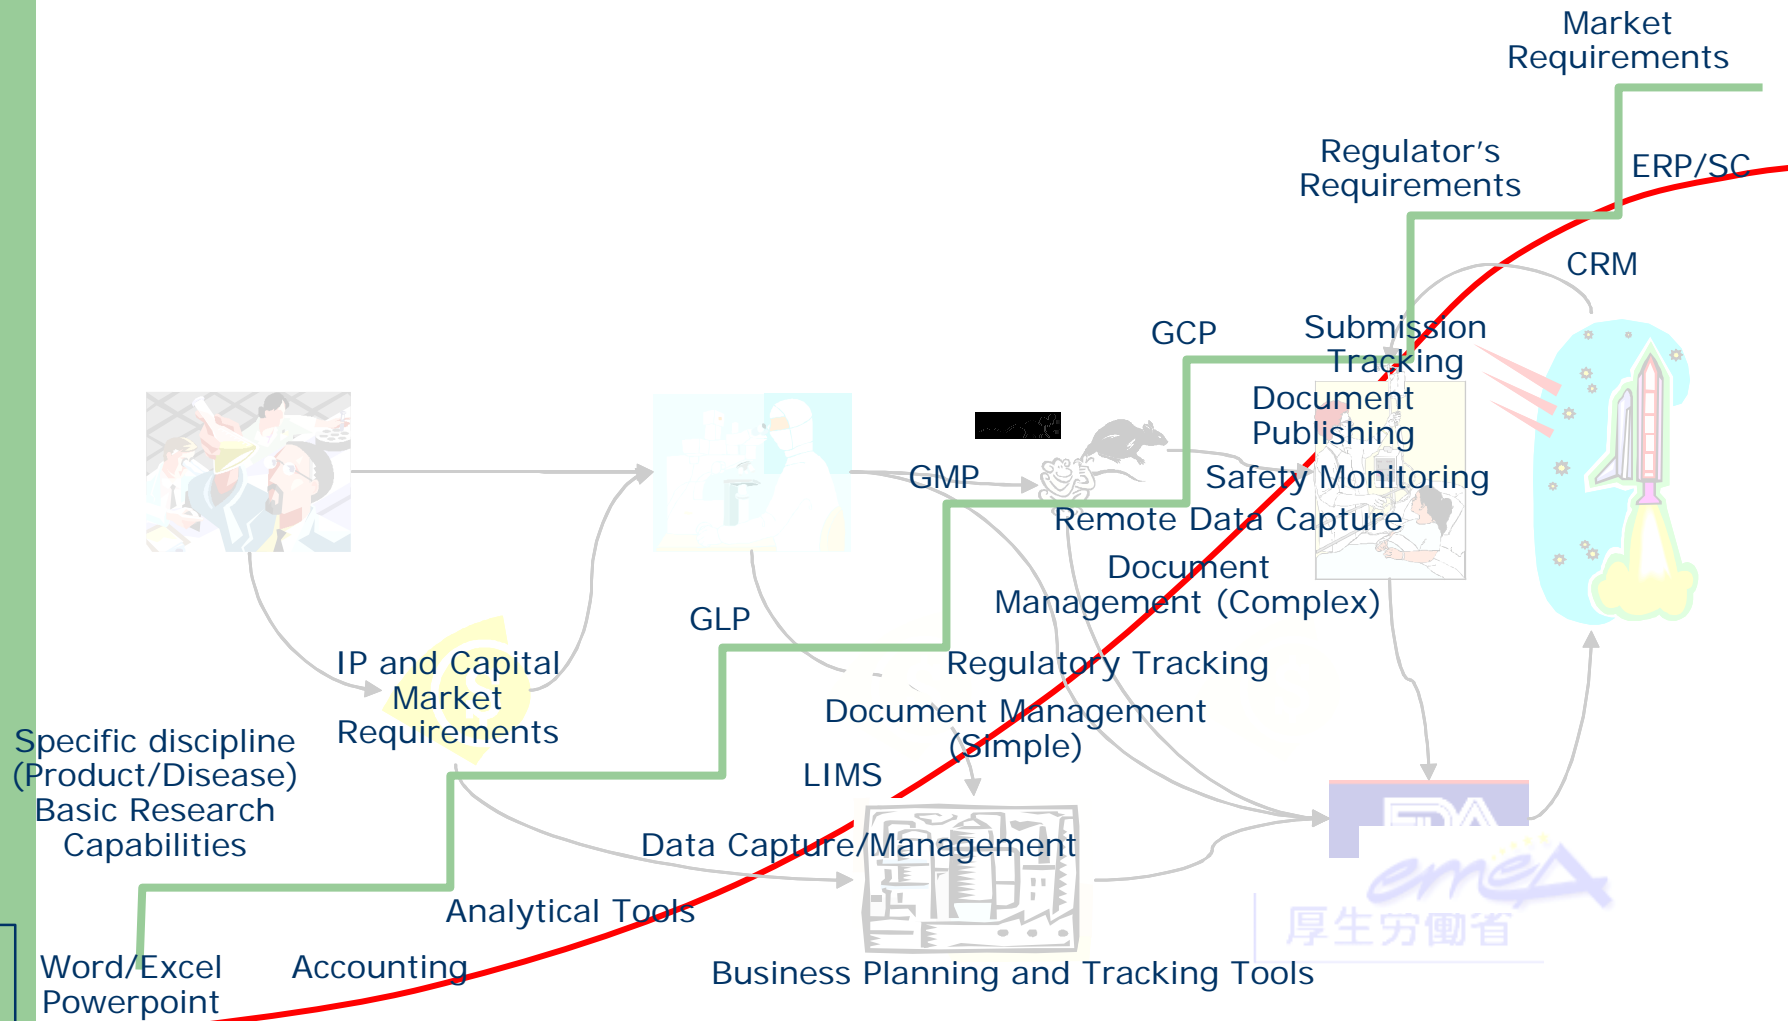 Market
Requirements
Regulator's
Requirements
ERP/SC
CRM
GCP
Submission
Tracking
Document
Publishing
GMP
Safety Monitoring
Remote Data Capture
Document
Management (Complex)
GLP
IP and Capital
Market
Requirements
Regulatory Tracking
Document Management
(Simple)
Specific discipline
(Product/Disease)
Basic Research
Capabilities
LIMS
Data Capture/Management
FDA
emeA
厚生労働省
Analytical Tools
Word/Excel
Powerpoint
Accounting
Business Planning and Tracking Tools